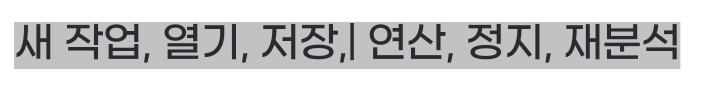 새 작업, 열기, 저장,| 연산, 정지, 재분석